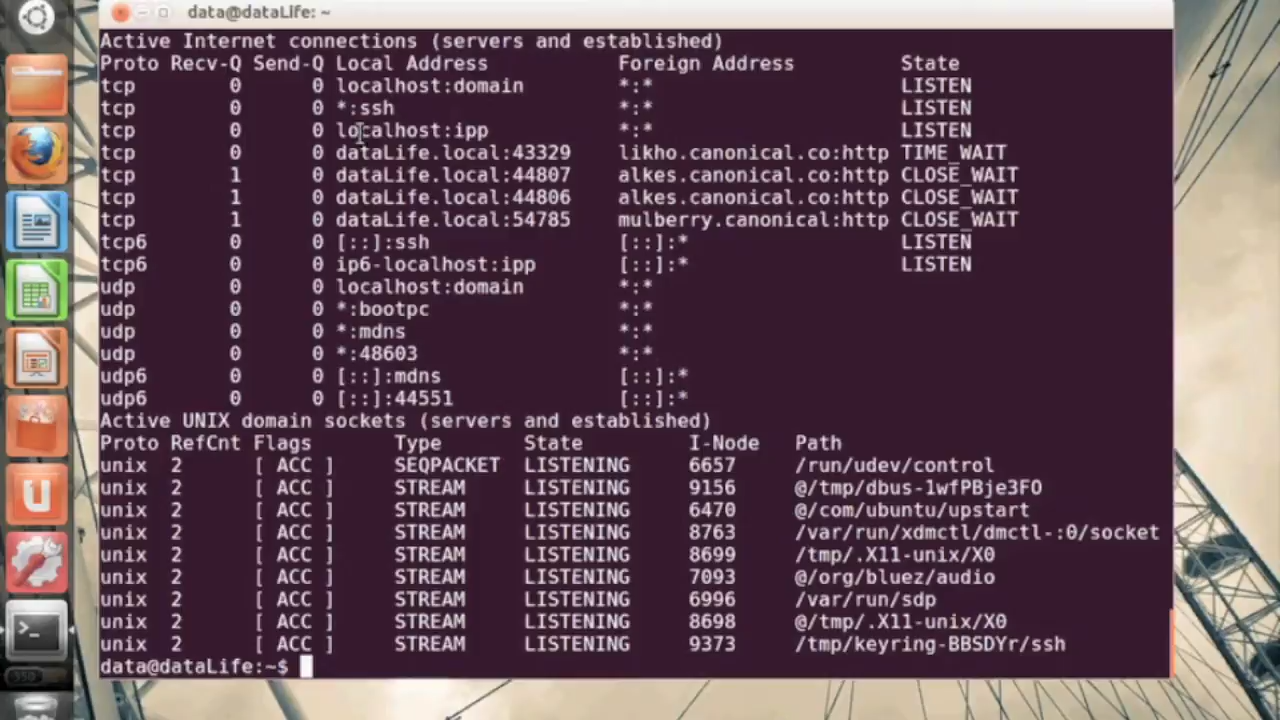 data@dataLife: ~
Active Internet connections (servers and established)
Proto Recv-Q Send-Q Local Address           Foreign Address         State
tcp        0      0 localhost:domain        *:*                     LISTEN
tcp        0      0 *:ssh                   *:*                     LISTEN
tcp        0      0 localhost:ipp           *:*                     LISTEN
tcp        0      0 dataLife.local:43329    likho.canonical.co:http TIME_WAIT
tcp        1      0 dataLife.local:44807    alkes.canonical.co:http CLOSE_WAIT
tcp        1      0 dataLife.local:44806    alkes.canonical.co:http CLOSE_WAIT
tcp        1      0 dataLife.local:54785    mulberry.canonical:http CLOSE_WAIT
tcp6       0      0 [::]:ssh                [::]:*                  LISTEN
tcp6       0      0 ip6-localhost:ipp       [::]:*                  LISTEN
udp        0      0 localhost:domain        *:*
udp        0      0 *:bootpc                *:*
udp        0      0 *:mdns                  *:*
udp        0      0 *:48603                 *:*
udp6       0      0 [::]:mdns               [::]:*
udp6       0      0 [::]:44551              [::]:*
Active UNIX domain sockets (servers and established)
Proto RefCnt Flags       Type       State         I-Node   Path
unix  2      [ ACC ]     SEQPACKET  LISTENING     6657     /run/udev/control
unix  2      [ ACC ]     STREAM     LISTENING     9156     @/tmp/dbus-1wfPBje3FO
unix  2      [ ACC ]     STREAM     LISTENING     6470     @/com/ubuntu/upstart
unix  2      [ ACC ]     STREAM     LISTENING     8763     /var/run/xdmctl/dmctl-:0/socket
unix  2      [ ACC ]     STREAM     LISTENING     8699     /tmp/.X11-unix/X0
unix  2      [ ACC ]     STREAM     LISTENING     7093     @/org/bluez/audio
unix  2      [ ACC ]     STREAM     LISTENING     6996     /var/run/sdp
unix  2      [ ACC ]     STREAM     LISTENING     8698     @/tmp/.X11-unix/X0
unix  2      [ ACC ]     STREAM     LISTENING     9373     /tmp/keyring-BBSDYr/ssh
data@dataLife:~$